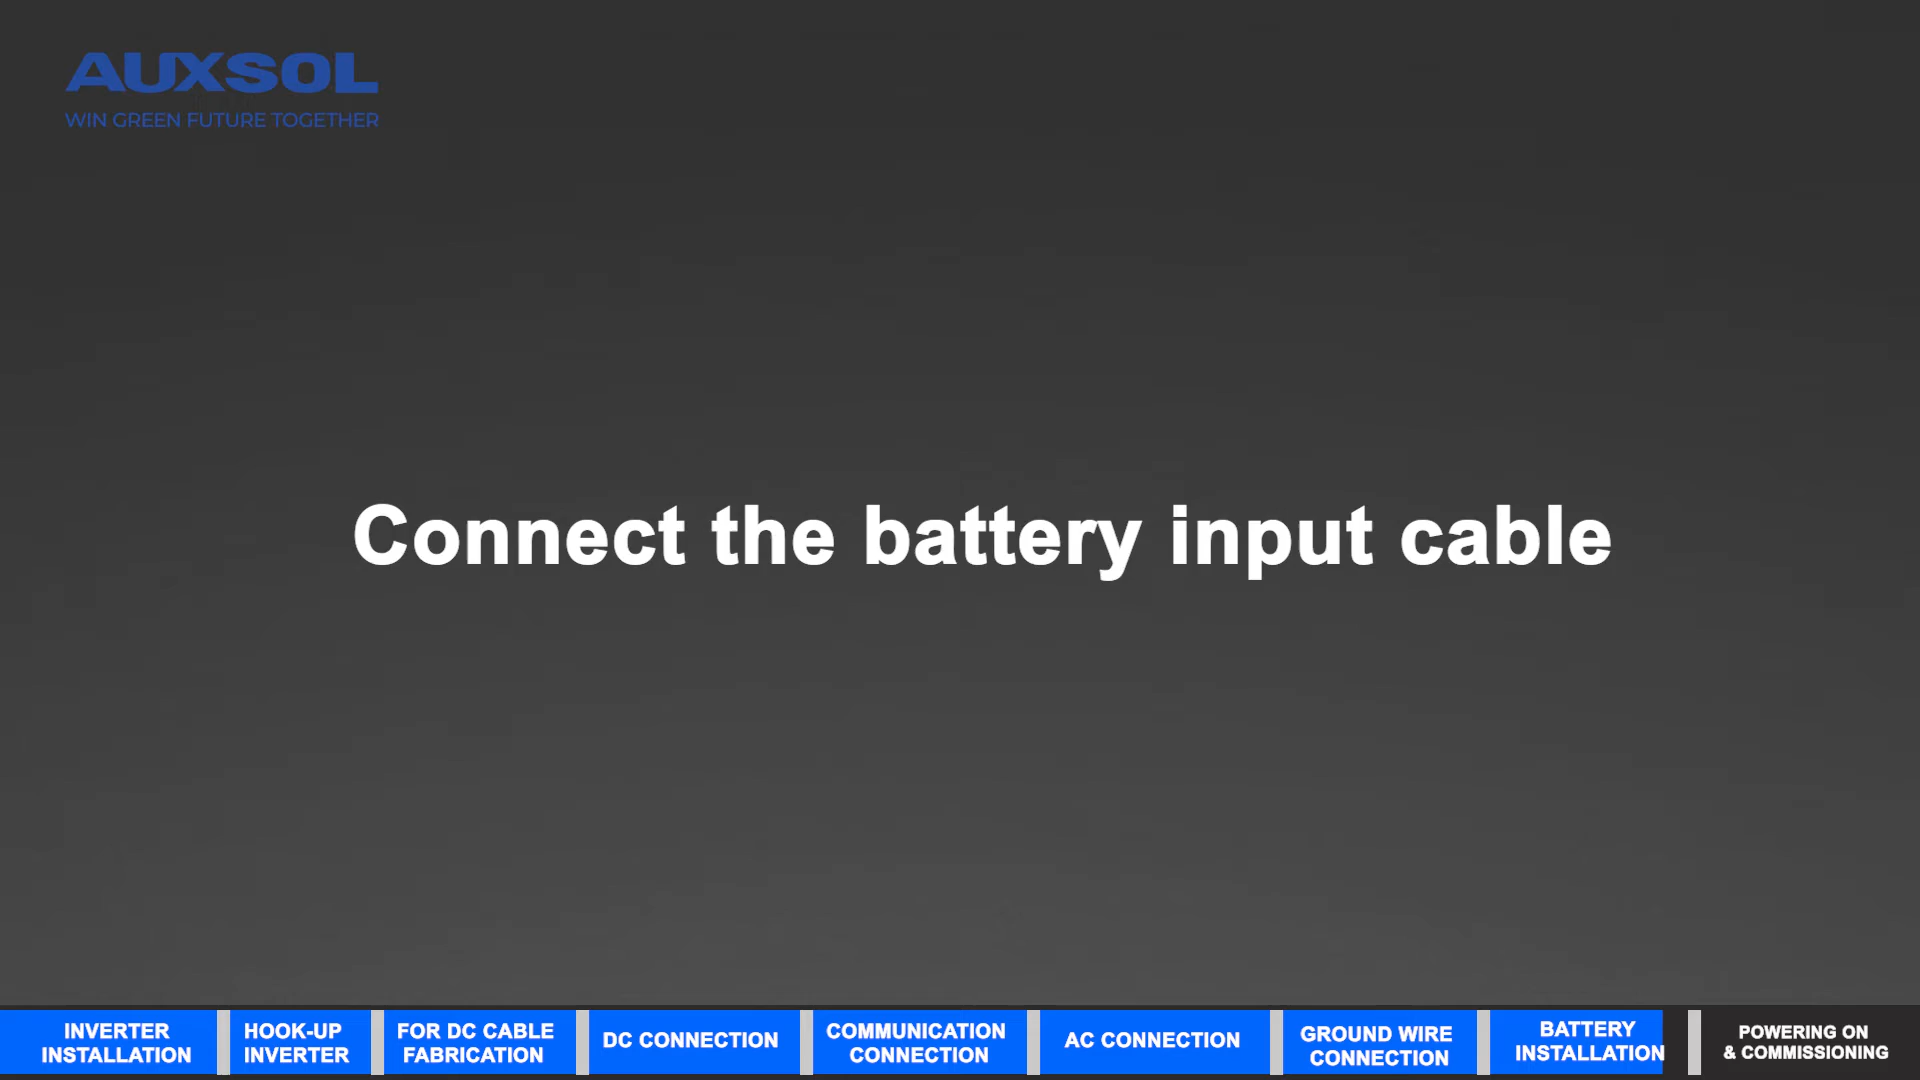 AUXSOL
WIN GREEN FUTURE TOGETHER
Connect the battery input cable
INVERTER
INSTALLATION
HOOK-UP
INVERTER
FOR DC CABLE
FABRICATION
DC CONNECTION
COMMUNICATION
CONNECTION
AC CONNECTION
GROUND WIRE
CONNECTION
BATTERY
INSTALLATION
POWERING ON
& COMMISSIONING